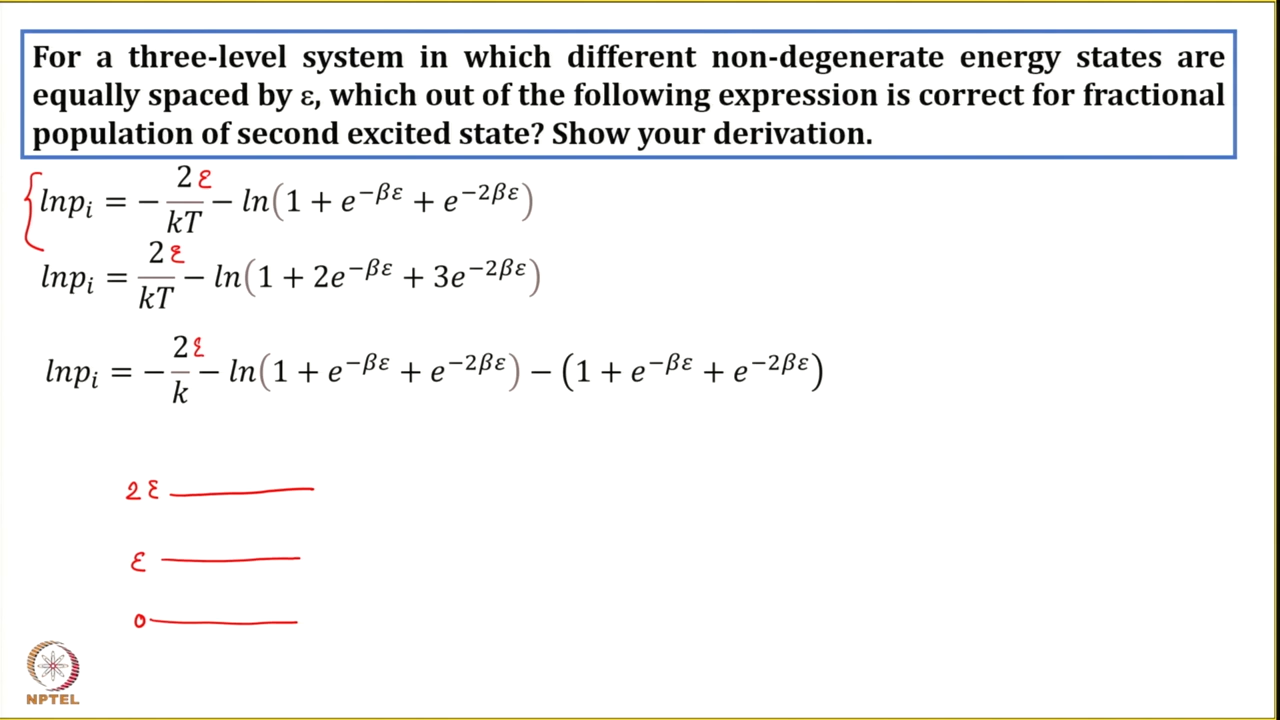 For a three-level system in which different non-degenerate energy states are
equally spaced by ε, which out of the following expression is correct for fractional
population of second excited state? Show your derivation.
lnp_i = −2ε/kT − ln(1 + e^{−βε} + e^{−2βε})
lnp_i = 2ε/kT − ln(1 + 2e^{−βε} + 3e^{−2βε})
lnp_i = −2ε/k − ln(1 + e^{−βε} + e^{−2βε}) − (1 + e^{−βε} + e^{−2βε})
2ε
ε
0
NPTEL